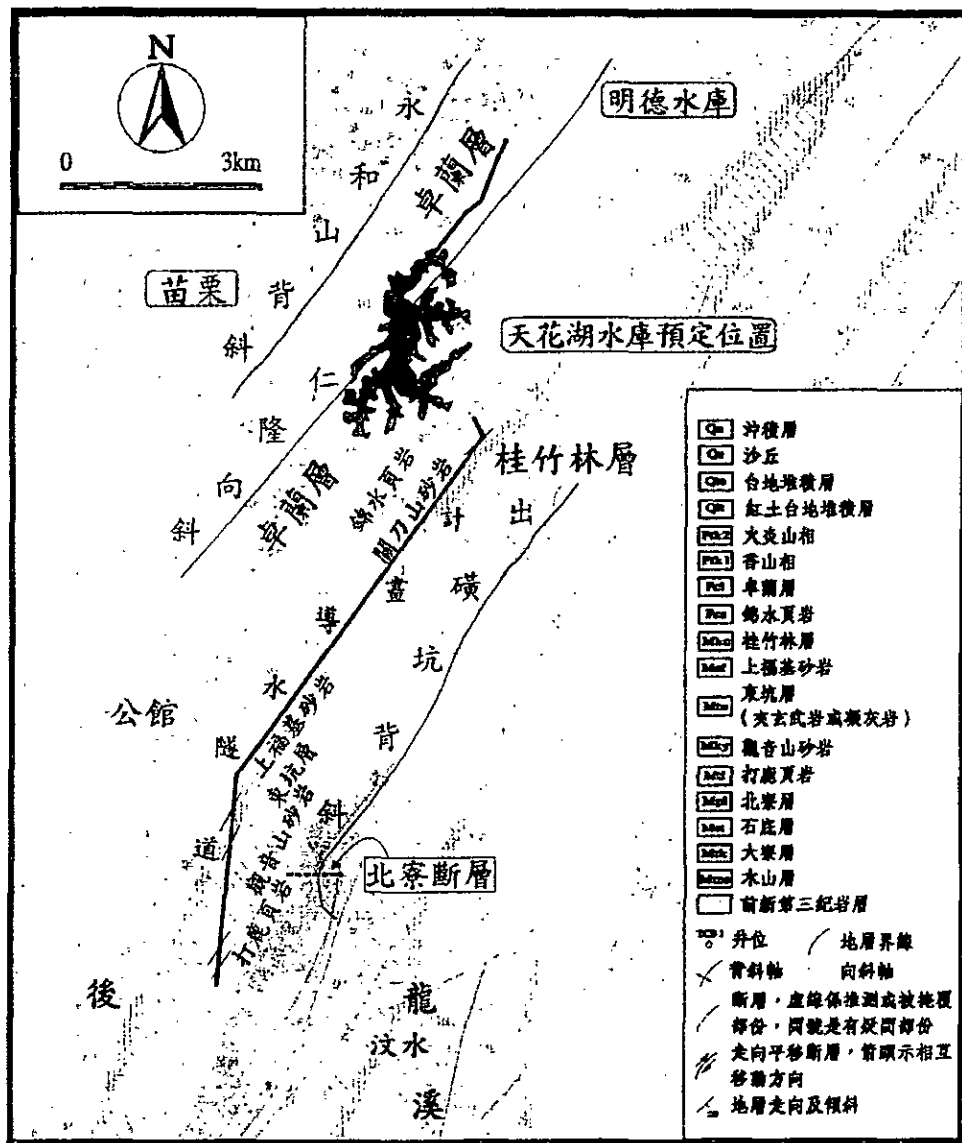 N
0 3km
明德水庫
永和山背斜
卓蘭層
苗栗
天花湖水庫預定位置
仁隆向斜
卓蘭層
錦水頁岩
關刀山砂岩
桂竹林層
出磺坑背斜
計畫導水隧道
公館
上福基砂岩
東坑層
觀音山砂岩
打鹿頁岩
北寮斷層
後龍溪
汶水
沖積層
沙丘
台地堆積層
紅土台地堆積層
火炎山相
香山相
卓蘭層
錦水頁岩
桂竹林層
上福基砂岩
東坑層
(夾玄武岩或凝灰岩)
觀音山砂岩
打鹿頁岩
北寮層
石底層
大寮層
木山層
前新第三紀岩層
井位 地層界線
背斜軸 向斜軸
斷層,虛線係推測或被掩覆
部份,問號是有疑問部份
走向平移斷層,箭頭示相互
移動方向
地層走向及傾斜